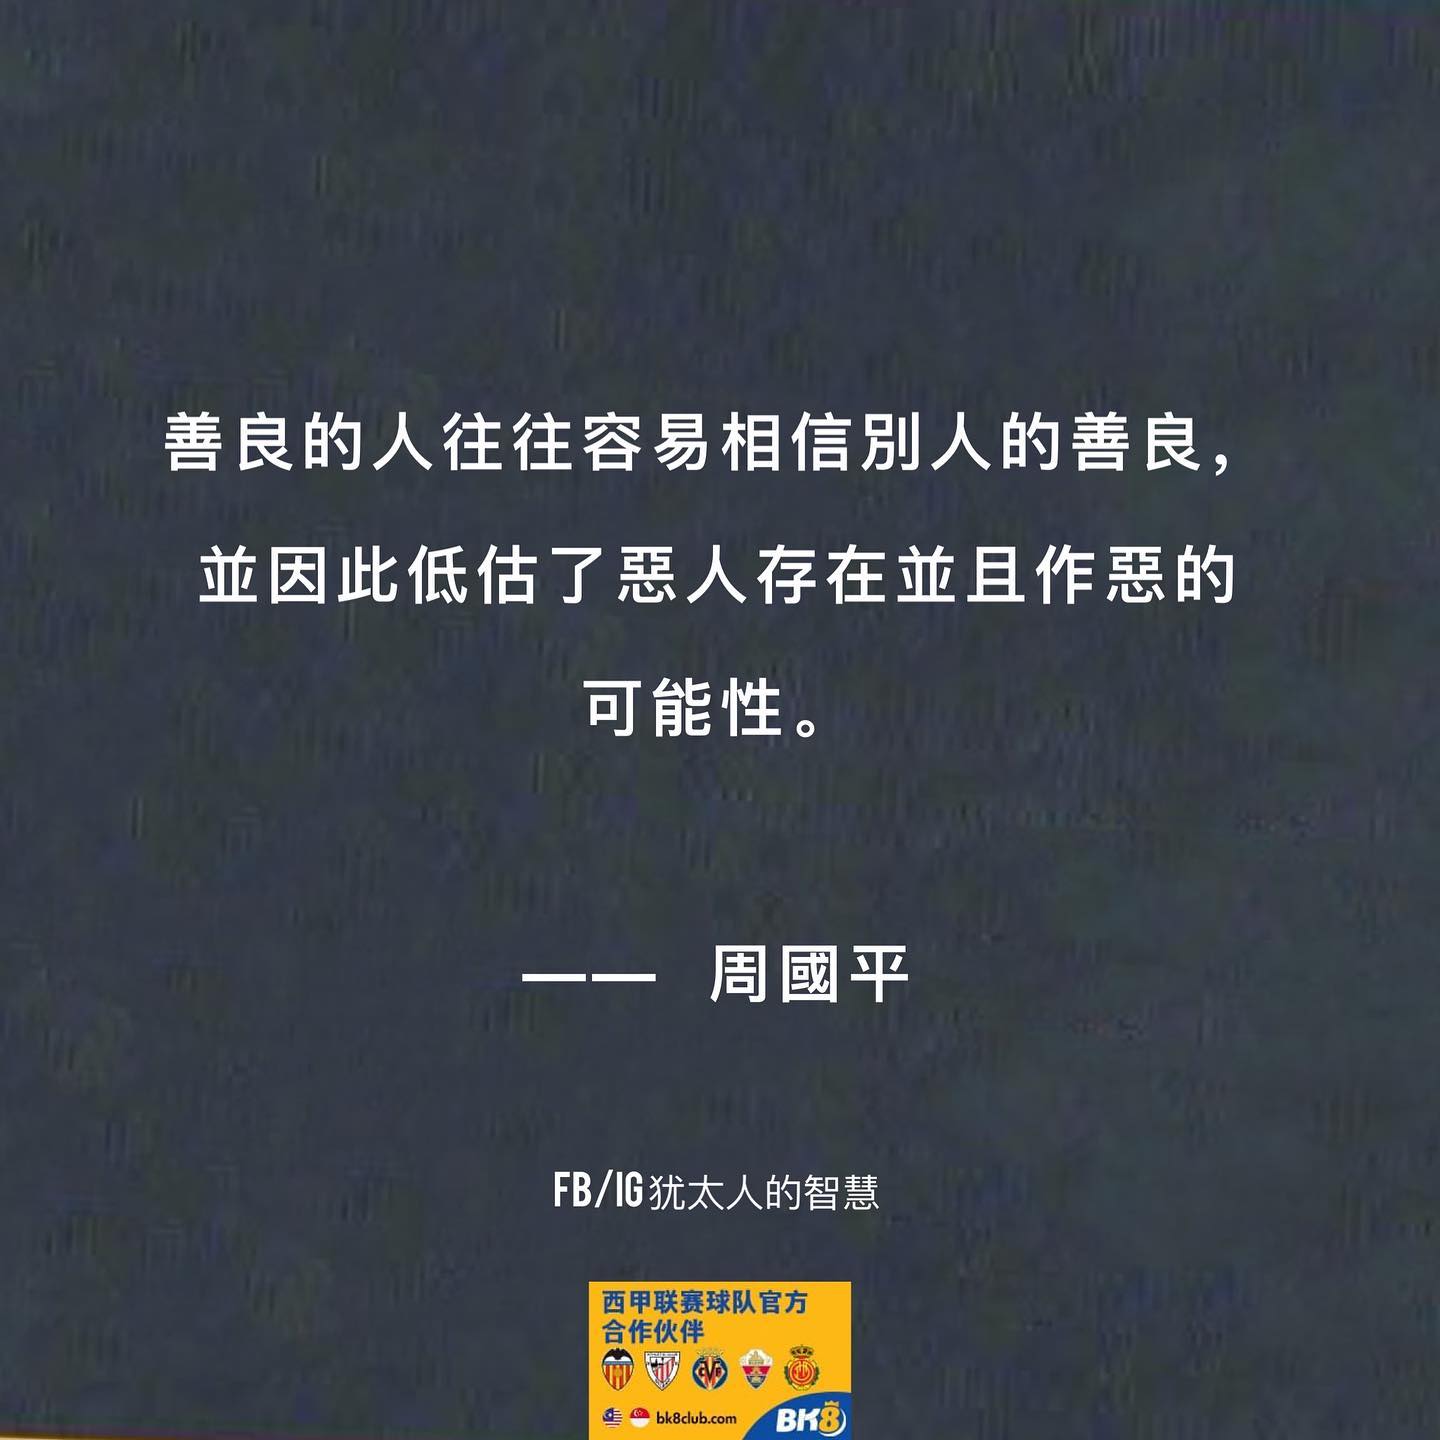 善良的人往往容易相信別人的善良，
並因此低估了惡人存在並且作惡的
可能性。
—— 周國平
FB/IG犹太人的智慧
西甲联赛球队官方
合作伙伴
bk8club.com
BK8